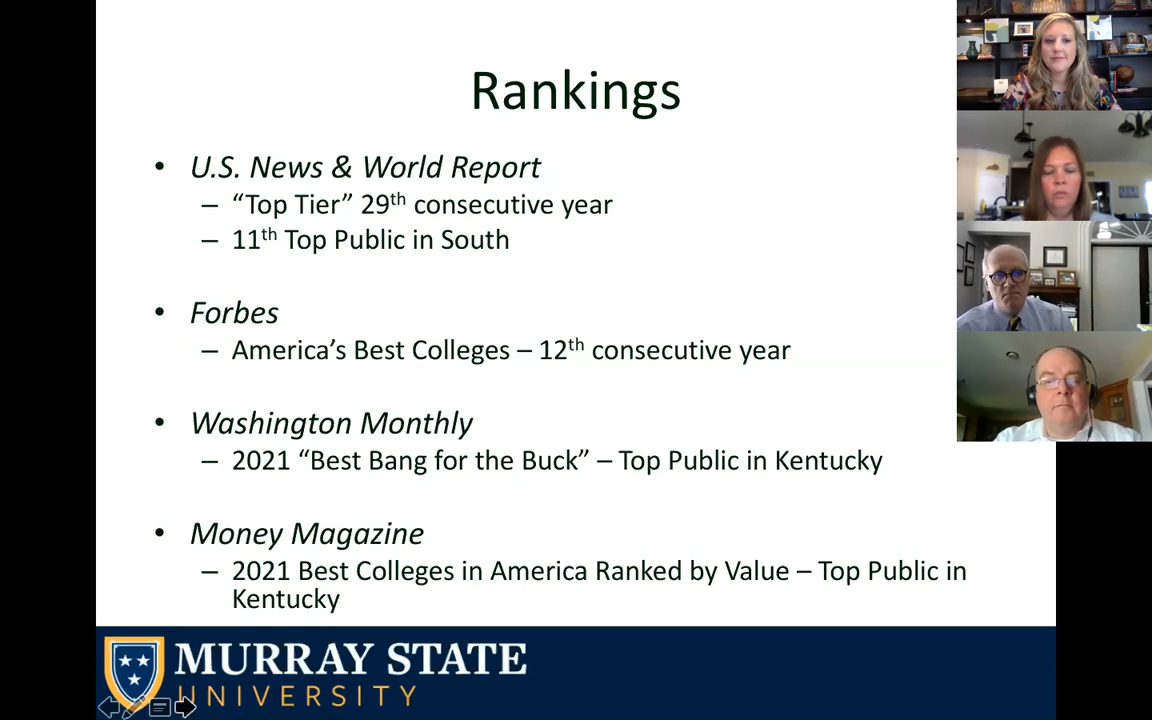 Rankings
• U.S. News & World Report
– “Top Tier” 29th consecutive year
– 11th Top Public in South
• Forbes
– America’s Best Colleges – 12th consecutive year
• Washington Monthly
– 2021 “Best Bang for the Buck” – Top Public in Kentucky
• Money Magazine
– 2021 Best Colleges in America Ranked by Value – Top Public in
Kentucky
MURRAY STATE
UNIVERSITY